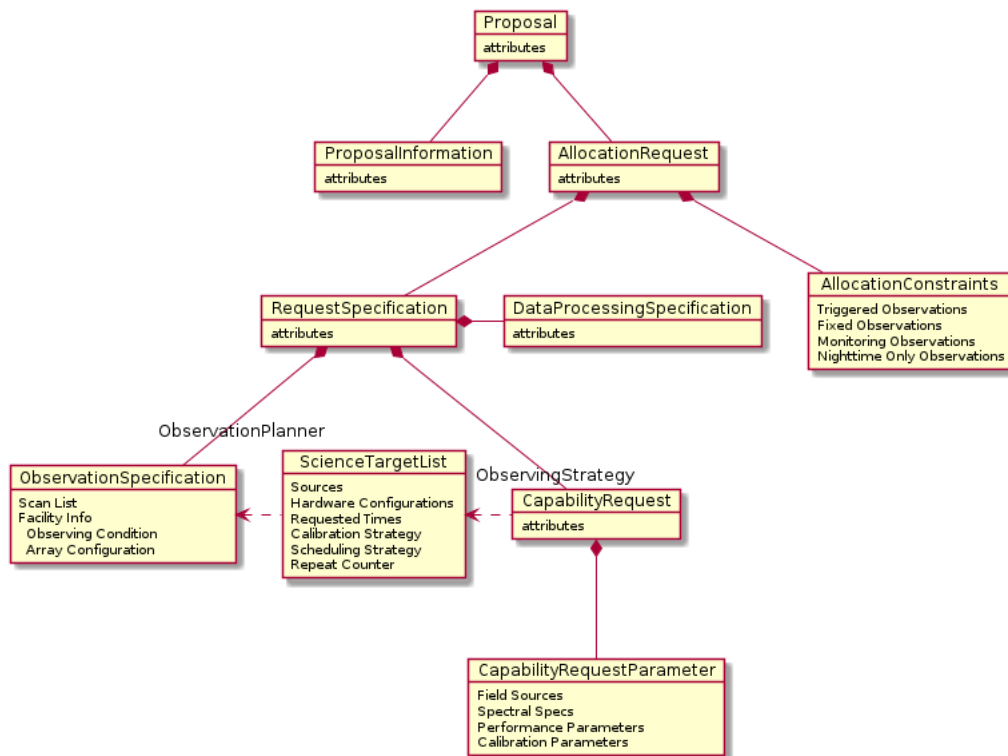 Proposal
attributes
ProposalInformation
attributes
AllocationRequest
attributes
RequestSpecification
attributes
DataProcessingSpecification
attributes
AllocationConstraints
Triggered Observations
Fixed Observations
Monitoring Observations
Nighttime Only Observations
ObservationPlanner
ObservationSpecification
Scan List
Facility Info
Observing Condition
Array Configuration
ScienceTargetList
Sources
Hardware Configurations
Requested Times
Calibration Strategy
Scheduling Strategy
Repeat Counter
ObservingStrategy
CapabilityRequest
attributes
CapabilityRequestParameter
Field Sources
Spectral Specs
Performance Parameters
Calibration Parameters